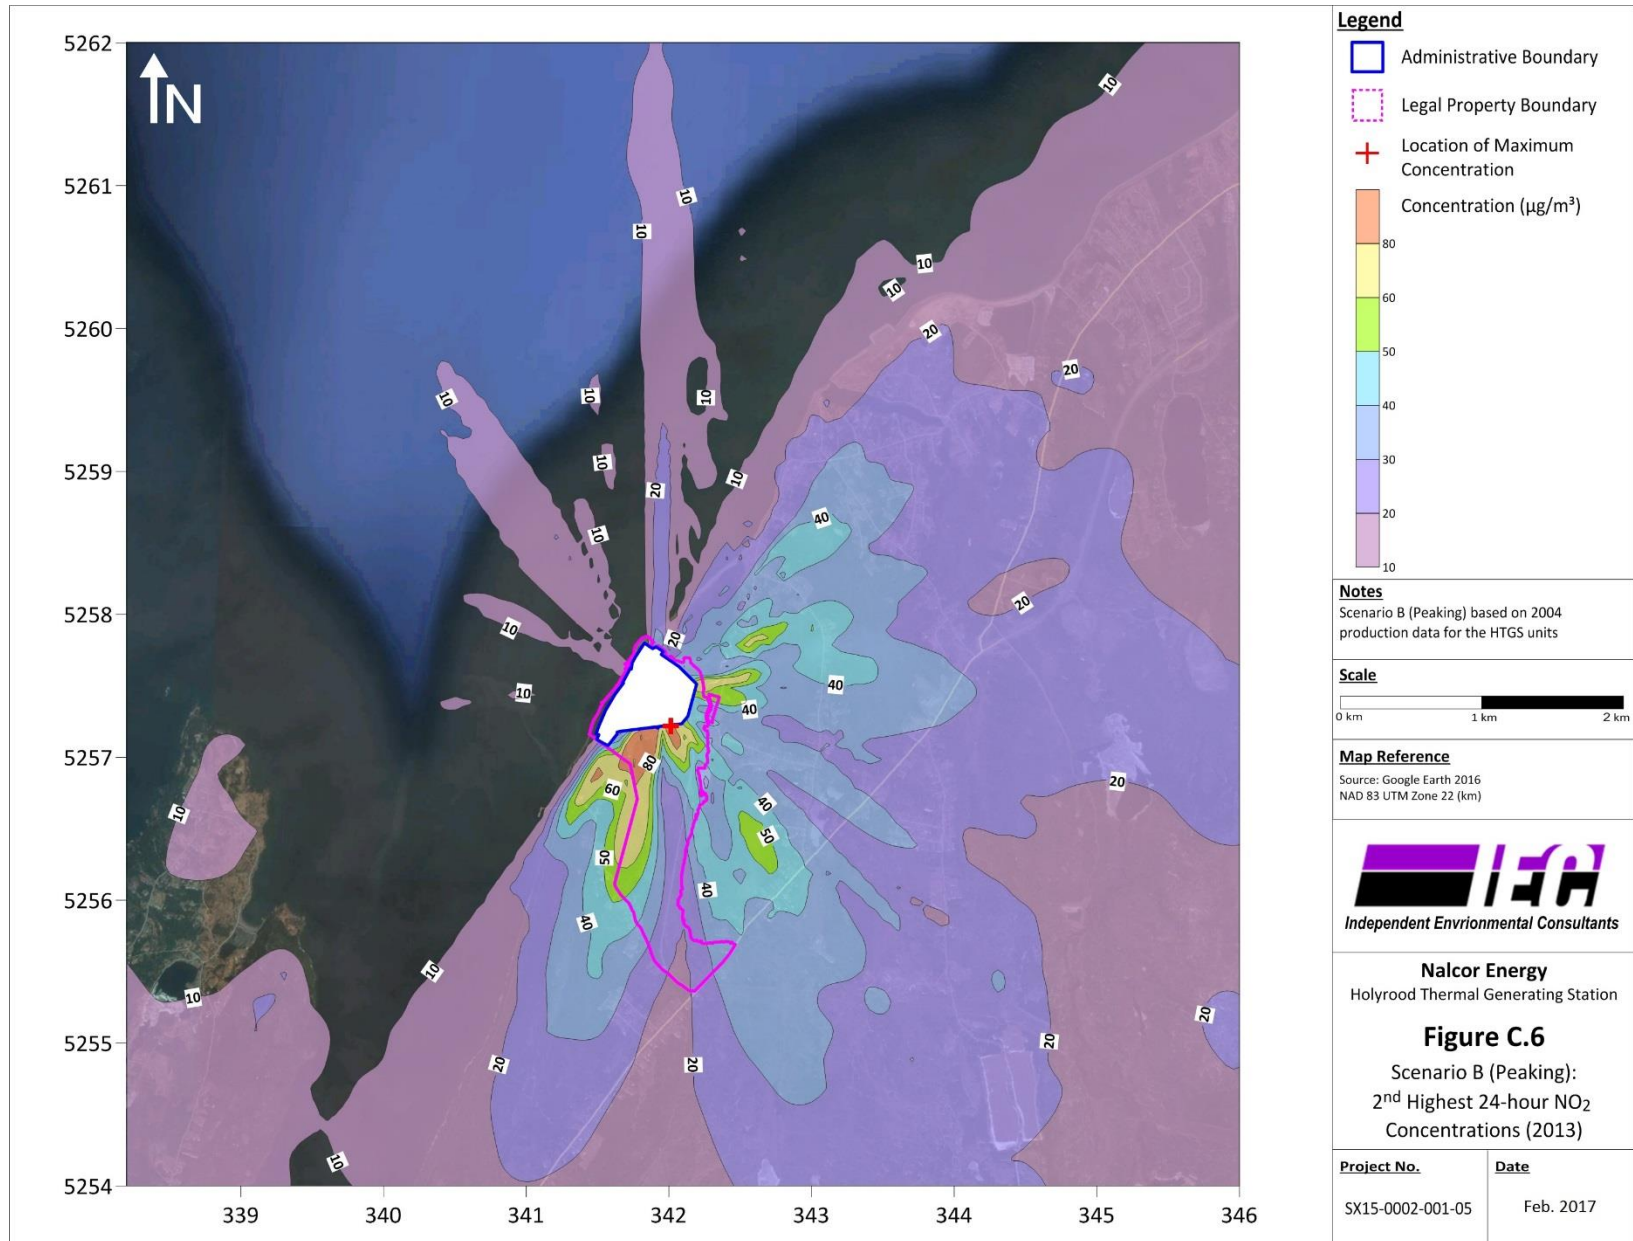 5262
5261
5260
5259
5258
5257
5256
5255
5254
339
340
341
342
343
344
345
346
N
10
10
10
10
10
10
20
20
10
10
10
10
10
20
10
40
10
20
10
20
40
10
40
80
20
60
40
10
50
50
40
40
10
10
20
20
20
20
10
Legend
Administrative Boundary
Legal Property Boundary
Location of Maximum
Concentration
Concentration (µg/m³)
80
60
50
40
30
20
10
Notes
Scenario B (Peaking) based on 2004
production data for the HTGS units
Scale
0 km 1 km 2 km
Map Reference
Source: Google Earth 2016
NAD 83 UTM Zone 22 (km)
IEC
Independent Envrionmental Consultants
Nalcor Energy
Holyrood Thermal Generating Station
Figure C.6
Scenario B (Peaking):
2nd Highest 24-hour NO2
Concentrations (2013)
Project No.
SX15-0002-001-05
Date
Feb. 2017